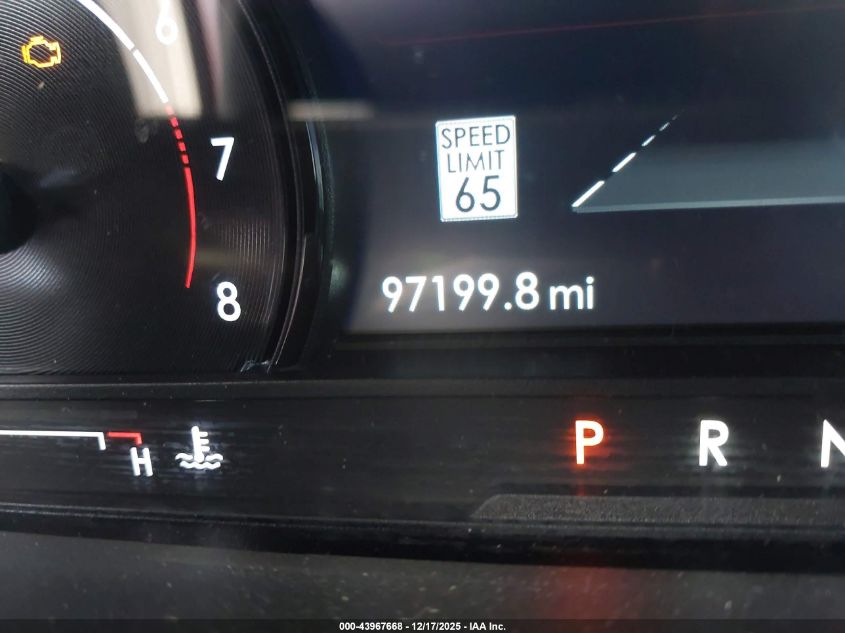 6
7
8
SPEED
LIMIT
65
97199.8 mi
H
P R N
000-43967668 - 12/17/2025 - IAA Inc.